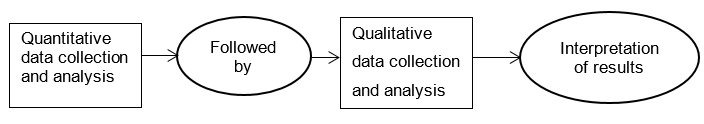 Quantitative
data collection
and analysis
Followed
by
Qualitative
data collection
and analysis
Interpretation
of results